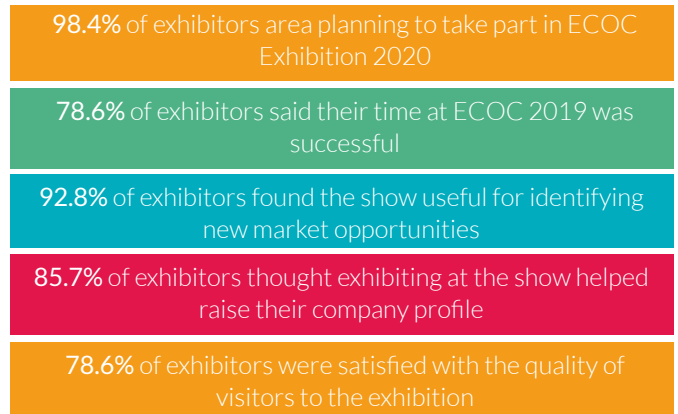 98.4% of exhibitors area planning to take part in ECOC
Exhibition 2020
78.6% of exhibitors said their time at ECOC 2019 was
successful
92.8% of exhibitors found the show useful for identifying
new market opportunities
85.7% of exhibitors thought exhibiting at the show helped
raise their company profile
78.6% of exhibitors were satisfied with the quality of
visitors to the exhibition